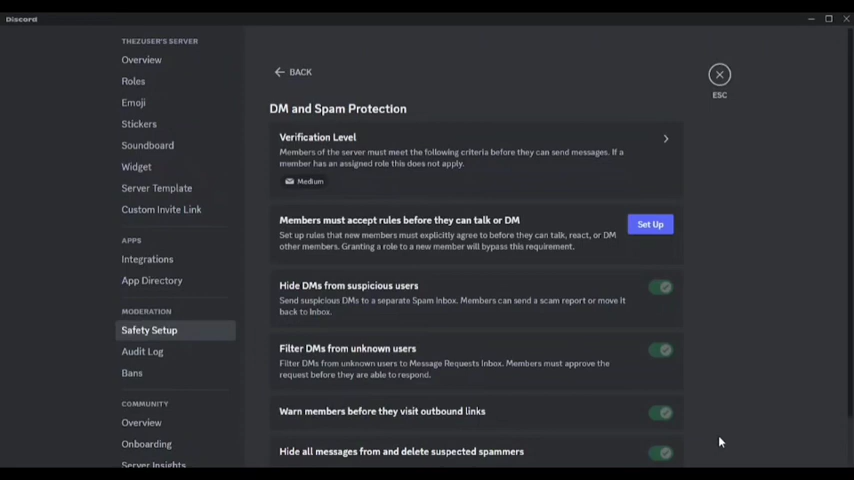 Discord
THEZUSER'S SERVER
Overview
Roles
Emoji
Stickers
Soundboard
Widget
Server Template
Custom Invite Link
APPS
Integrations
App Directory
MODERATION
Safety Setup
Audit Log
Bans
COMMUNITY
Overview
Onboarding
Server Insights
BACK
ESC
DM and Spam Protection
Verification Level
Members of the server must meet the following criteria before they can send messages. If a
member has an assigned role this does not apply.
Medium
Members must accept rules before they can talk or DM
Set up rules that new members must explicitly agree to before they can talk, react, or DM
other members. Granting a role to a new member will bypass this requirement.
Set Up
Hide DMs from suspicious users
Send suspicious DMs to a separate Spam Inbox. Members can send a scam report or move it
back to Inbox.
Filter DMs from unknown users
Filter DMs from unknown users to Message Requests Inbox. Members must approve the
request before they are able to respond.
Warn members before they visit outbound links
Hide all messages from and delete suspected spammers